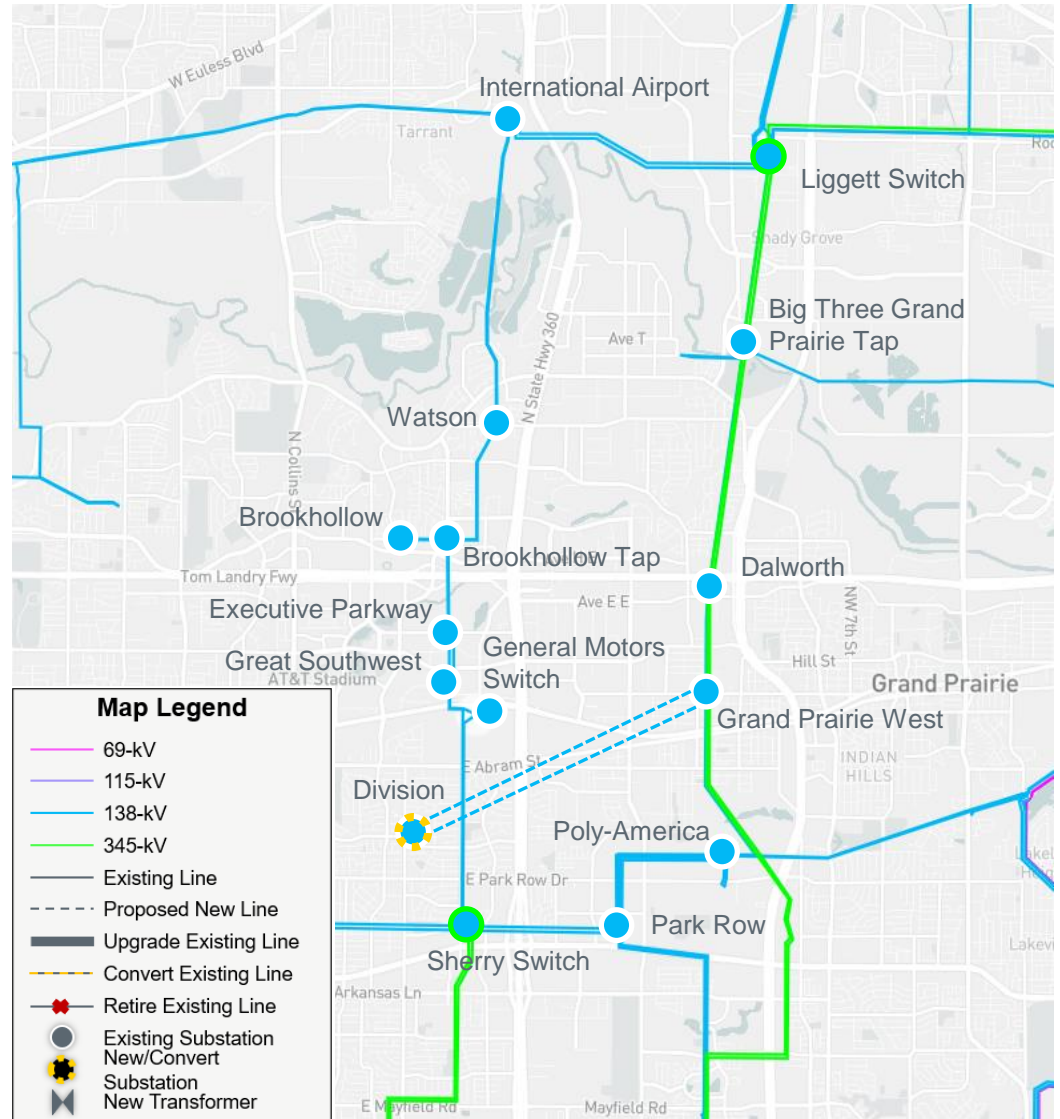 W Euless Blvd
International Airport
Tarrant
Liggett Switch
Shady Grove
Big Three Grand
Prairie Tap
Ave T
N State Hwy 360
Watson
N Collins St
Brookhollow
Brookhollow Tap
Tom Landry Fwy
Dalworth
Ave E E
Executive Parkway
NW 7th St
General Motors
Switch
Great Southwest
AT&T Stadium
Hill St
Grand Prairie
Grand Prairie West
E Abram St
INDIAN
HILLS
Division
Poly-America
E Park Row Dr
Park Row
Sherry Switch
Arkansas Ln
E Mayfield Rd
Mayfield Rd
Map Legend
69-kV
115-kV
138-kV
345-kV
Existing Line
Proposed New Line
Upgrade Existing Line
Convert Existing Line
Retire Existing Line
Existing Substation
New/Convert
Substation
New Transformer